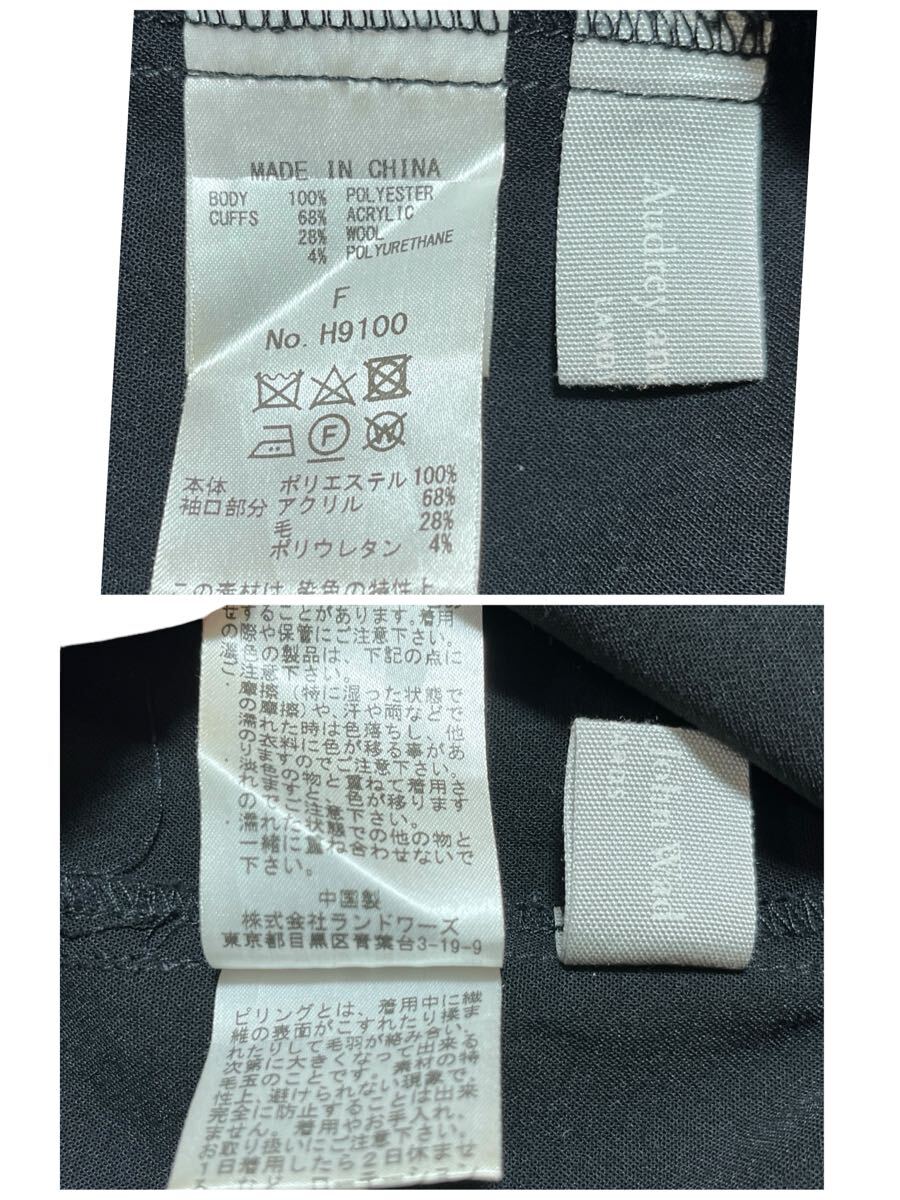 MADE IN CHINA
BODY 100% POLYESTER
CUFFS 68% ACRYLIC
28% WOOL
4% POLYURETHANE
F
No. H9100
F
W
本体 ポリエステル 100%
袖口部分 アクリル 68%
毛 28%
ポリウレタン 4%
この素材は 染色の特性上
Audrey an
LAND
することがあります。着用
の際や保管にご注意下さい。
濃色の製品は、下記の点に
ご注意下さい。
・摩擦（特に湿った状態で
の摩擦）や、汗や雨などで
濡れた時は色落ちし、他
の衣料に色が移る事があ
りますのでご注意下さい。
・色の物と重ねて着用さ
れますと色が移ります
のでご注意下さい。
・濡れた状態での他の物と
一緒に重ね合わせないで
下さい。
中国製
株式会社ランドワーズ
東京都目黒区青葉台3-19-9
John Wad
ピリングとは、着用中に繊
維の表面がこすれたり揉ま
れたりして毛羽が絡み合い、
次第に大きくなって出来る
毛玉のことです。素材の特
性上、避けられない現象で、
完全に防止することは出来
ません。着用やお手入れ、
お取り扱いにご注意下さい。
1日着用したら2日休ませ